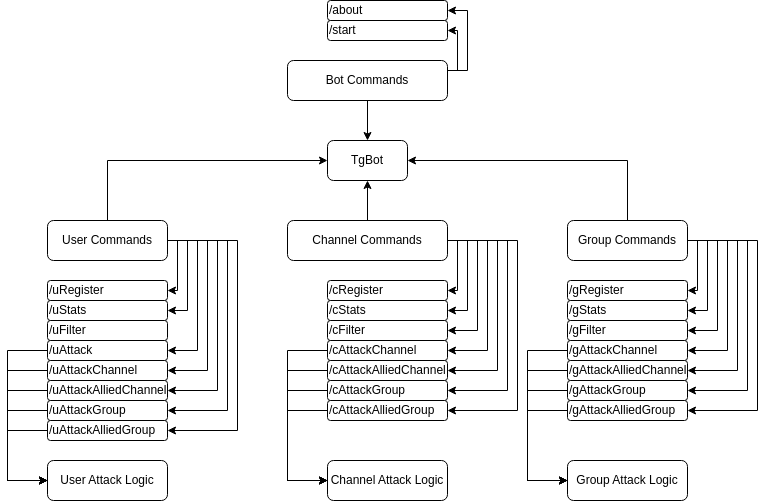 /about
/start
Bot Commands
TgBot
User Commands
/uRegister
/uStats
/uFilter
/uAttack
/uAttackChannel
/uAttackAlliedChannel
/uAttackGroup
/uAttackAlliedGroup
User Attack Logic
Channel Commands
/cRegister
/cStats
/cFilter
/cAttackChannel
/cAttackAlliedChannel
/cAttackGroup
/cAttackAlliedGroup
Channel Attack Logic
Group Commands
/gRegister
/gStats
/gFilter
/gAttackChannel
/gAttackAlliedChannel
/gAttackGroup
/gAttackAlliedGroup
Group Attack Logic